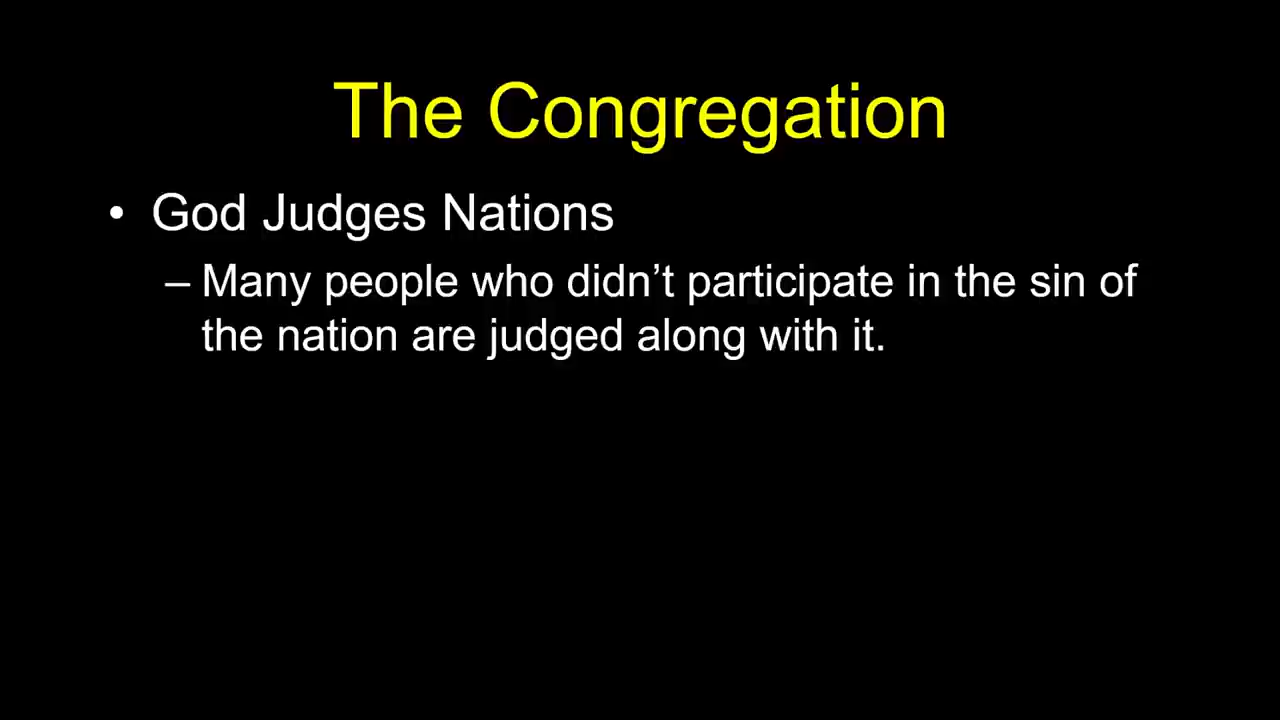 The Congregation
• God Judges Nations
– Many people who didn’t participate in the sin of
the nation are judged along with it.